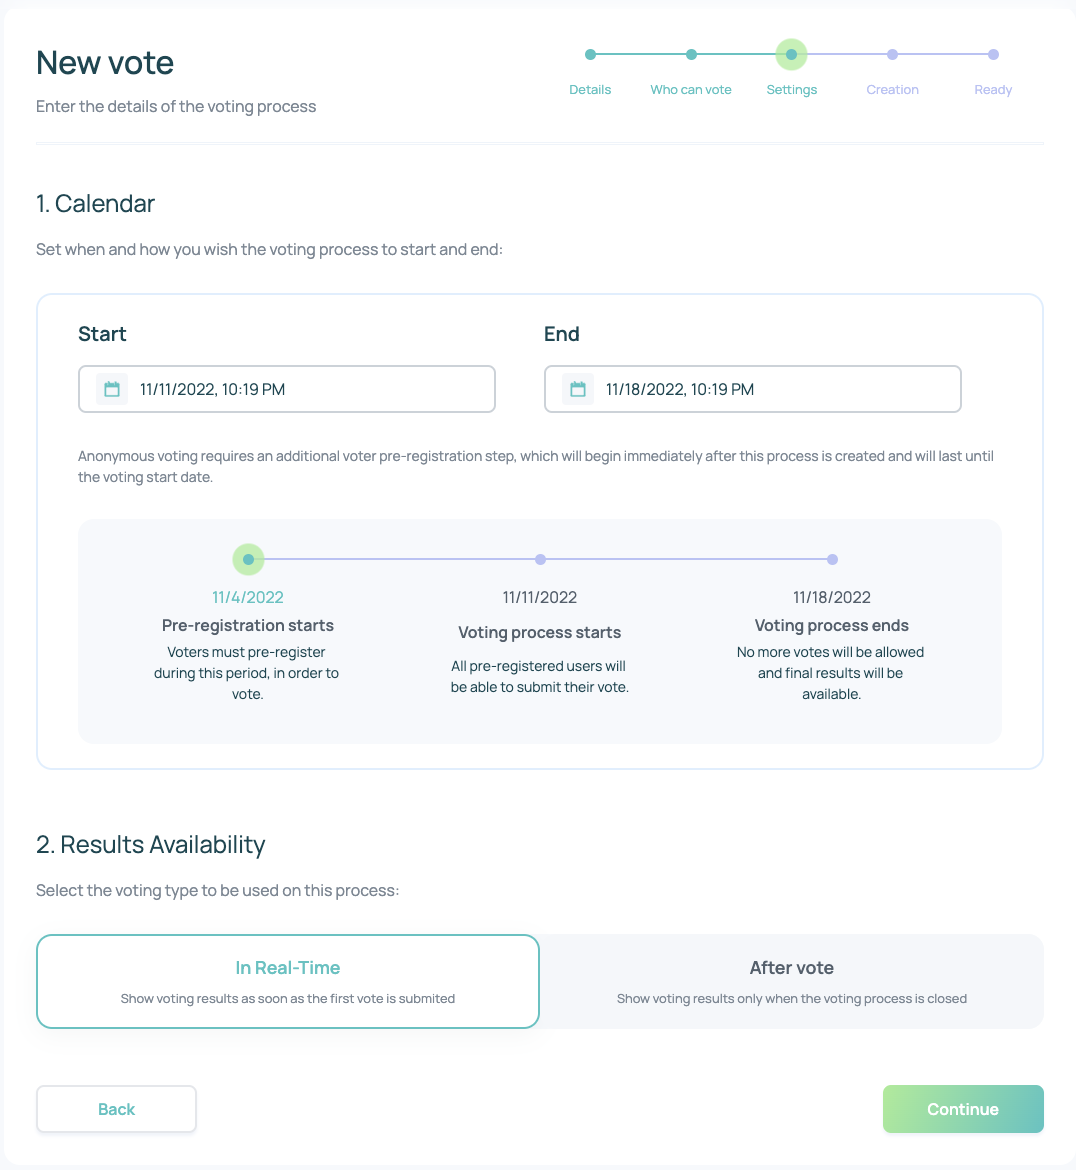 New vote
Enter the details of the voting process
Details
Who can vote
Settings
Creation
Ready
1. Calendar
Set when and how you wish the voting process to start and end:
Start
End
11/11/2022, 10:19 PM
11/18/2022, 10:19 PM
Anonymous voting requires an additional voter pre-registration step, which will begin immediately after this process is created and will last until
the voting start date.
11/4/2022
Pre-registration starts
Voters must pre-register
during this period, in order to
vote.
11/11/2022
Voting process starts
All pre-registered users will
be able to submit their vote.
11/18/2022
Voting process ends
No more votes will be allowed
and final results will be
available.
2. Results Availability
Select the voting type to be used on this process:
In Real-Time
Show voting results as soon as the first vote is submited
After vote
Show voting results only when the voting process is closed
Back
Continue